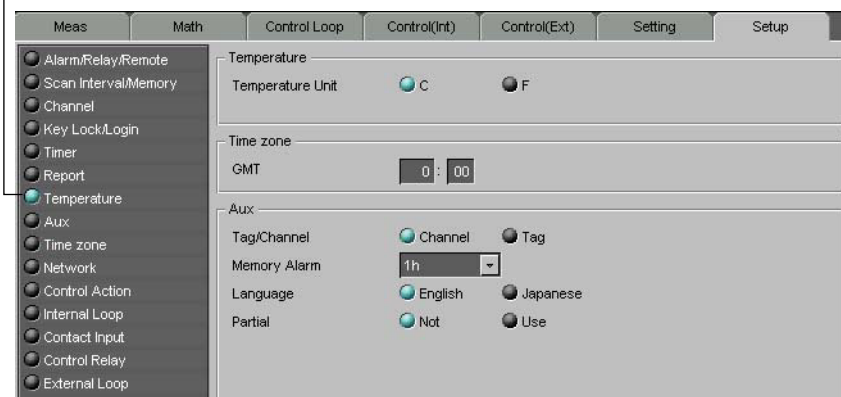 Meas Math Control Loop Control(Int) Control(Ext) Setting Setup
Alarm/Relay/Remote
Scan Interval/Memory
Channel
Key Lock/Login
Timer
Report
Temperature
Aux
Time zone
Network
Control Action
Internal Loop
Contact Input
Control Relay
External Loop
Temperature
Temperature Unit C F
Time zone
GMT 0 : 00
Aux
Tag/Channel Channel Tag
Memory Alarm 1h
Language English Japanese
Partial Not Use